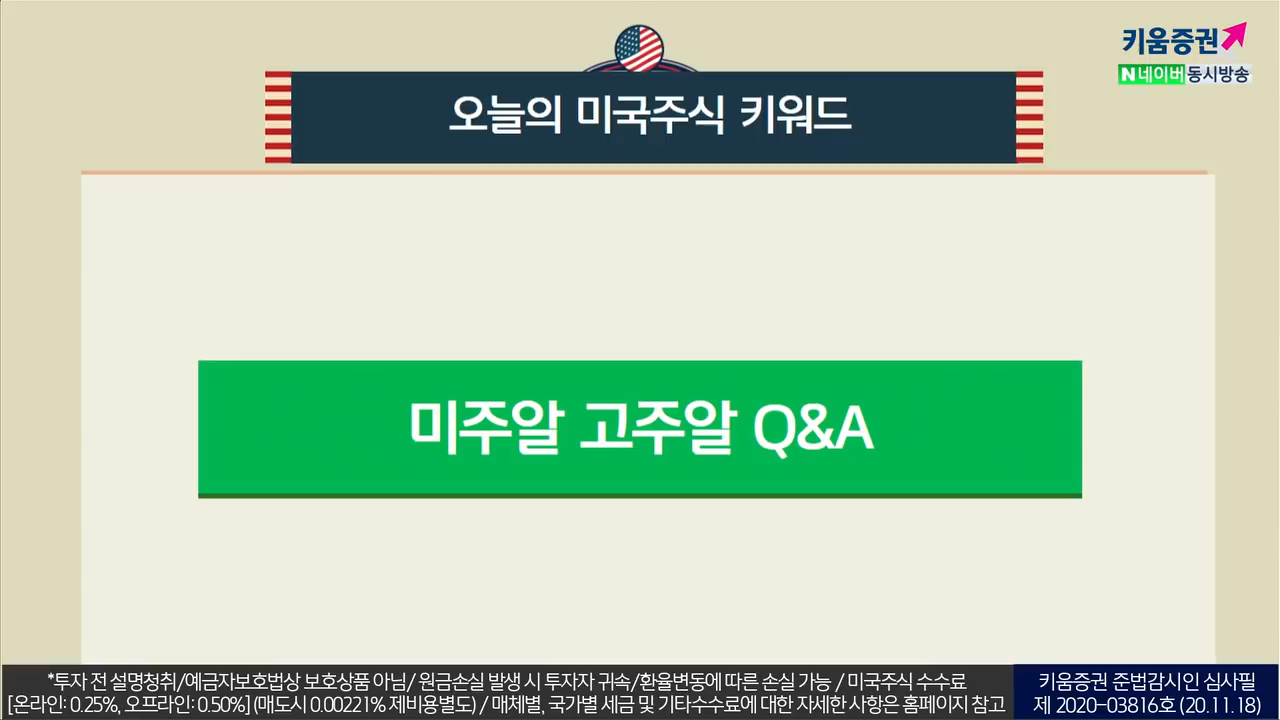 키움증권
N네이버 동시방송
오늘의 미국주식 키워드
미주알 고주알 Q&A
*투자 전 설명청취/예금자보호법상 보호상품 아님/ 원금손실 발생 시 투자자 귀속/환율변동에 따른 손실 가능 / 미국주식 수수료
[온라인: 0.25%, 오프라인: 0.50%] (매도시 0.00221% 제비용별도) / 매체별, 국가별 세금 및 기타수수료에 대한 자세한 사항은 홈페이지 참고
키움증권 준법감시인 심사필
제 2020-03816호 (20.11.18)